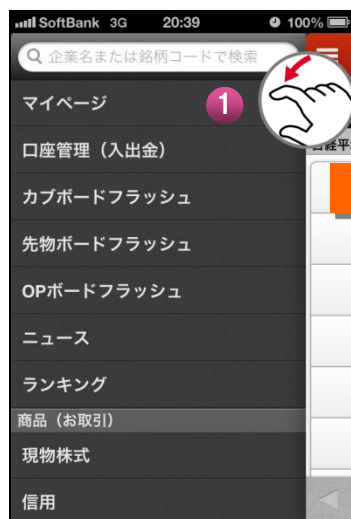 SoftBank 3G 20:39 100%
企業名または銘柄コードで検索
マイページ
1
口座管理（入出金）
日経平
カブボードフラッシュ
先物ボードフラッシュ
OPボードフラッシュ
ニュース
ランキング
商品（お取引）
現物株式
信用